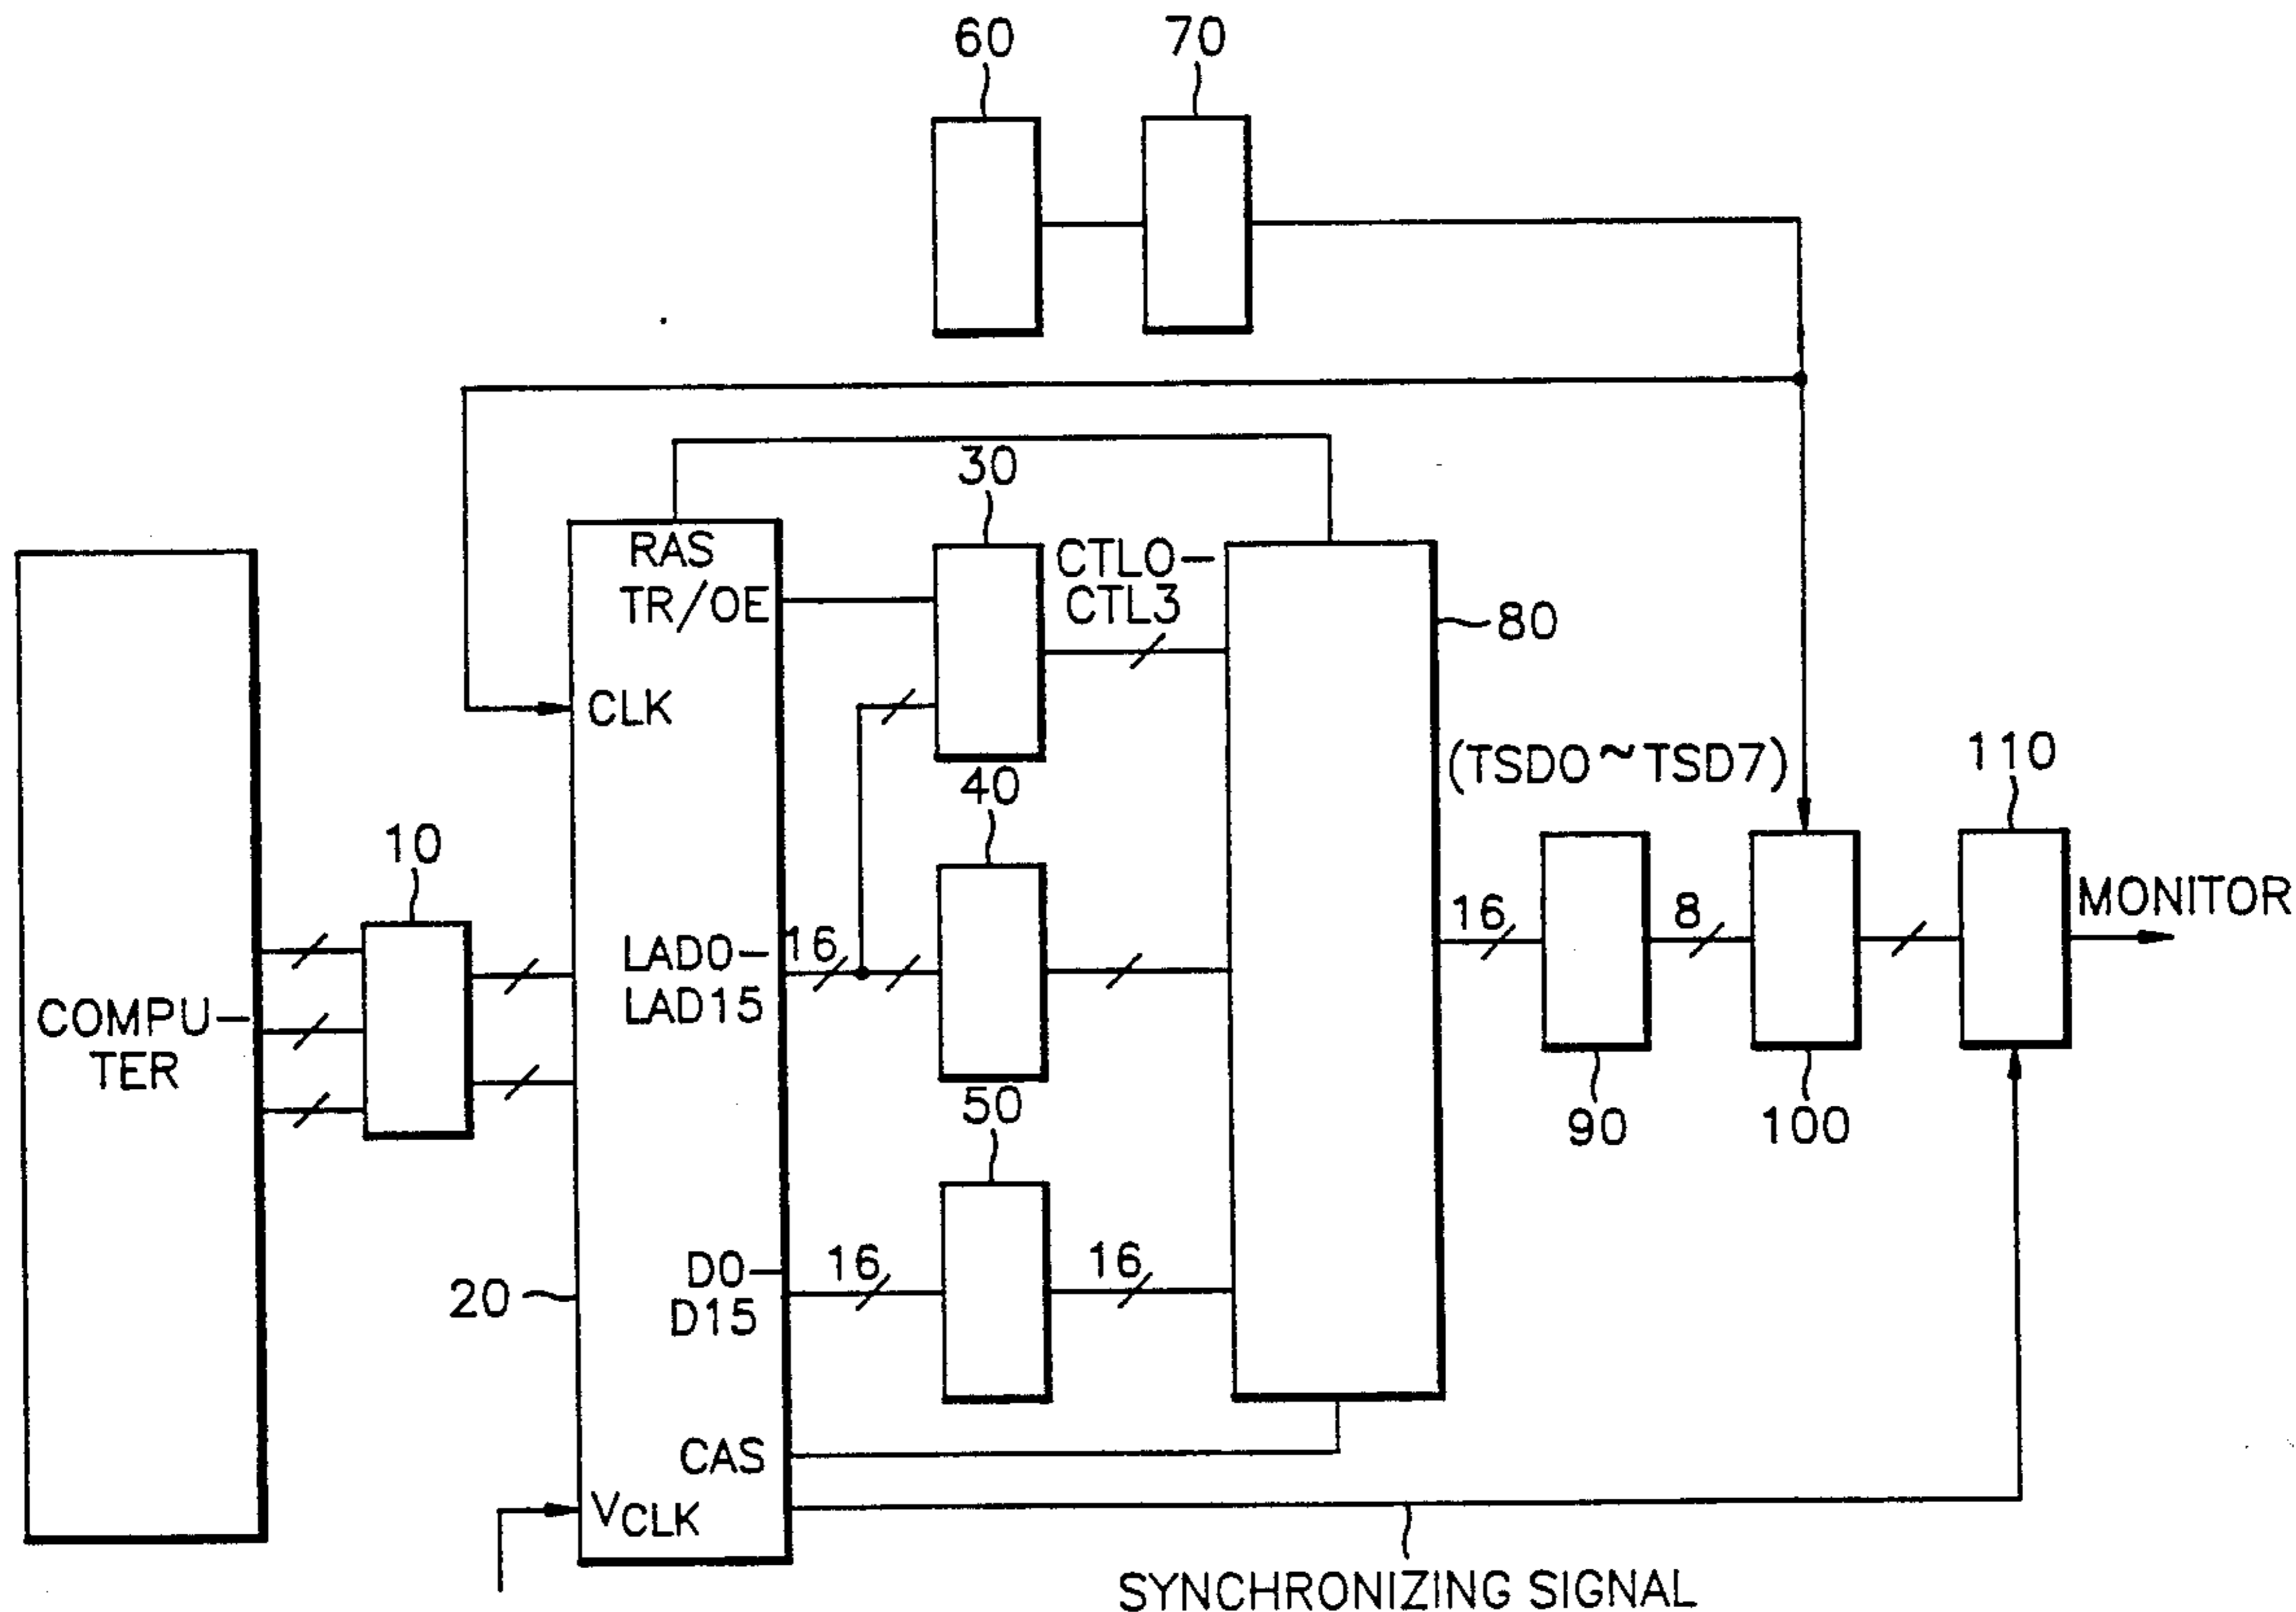 60
70
30
RAS
TR/OE
CTL0-
CTL3
80
CLK
(TSD0~TSD7)
110
40
10
16
8
MONITOR
LAD0-
LAD15
16
COMPU-
TER
50
90
100
20
D0-
D15
16
16
CAS
VCLK
SYNCHRONIZING SIGNAL